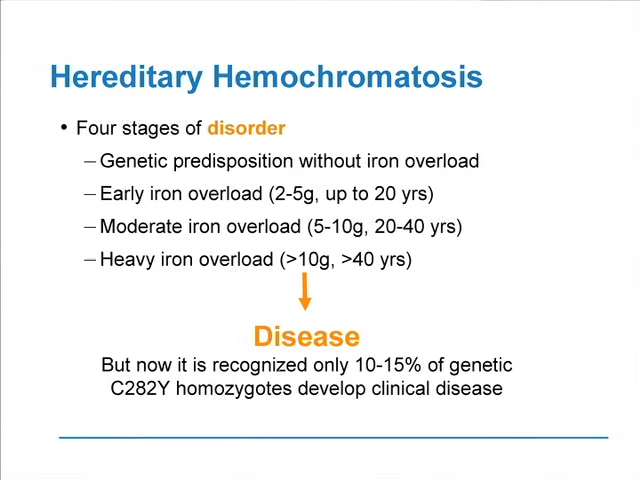 Hereditary Hemochromatosis
• Four stages of disorder
– Genetic predisposition without iron overload
– Early iron overload (2-5g, up to 20 yrs)
– Moderate iron overload (5-10g, 20-40 yrs)
– Heavy iron overload (>10g, >40 yrs)
Disease
But now it is recognized only 10-15% of genetic
C282Y homozygotes develop clinical disease